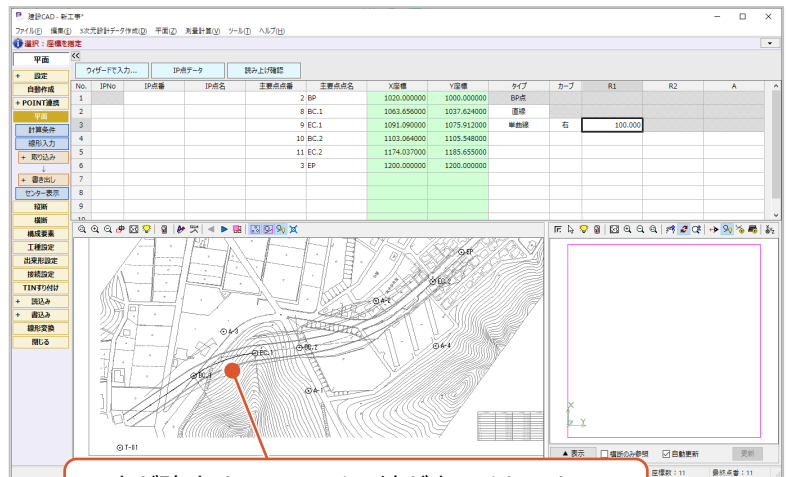 建設CAD - 新工事*
ファイル(F) 編集(E) 3次元設計データ作成(D) 平面(Z) 測量計算(V) ツール(T) ヘルプ(H)
選択：座標を指定
平面
+ 設定
自動作成
+ POINT連携
平面
計算条件
線形入力
+ 取り込み
↓
+ 書き出し
センター表示
縦断
横断
構成要素
工種設定
出来形設定
接続設定
TINすり付け
+ 読込み
+ 書込み
線形変換
閉じる
<<
ウィザードで入力... IP点データ 読み上げ確認
No. IPNo IP点番 IP点名 主要点点番 主要点点名 X座標 Y座標 タイプ カーブ R1 R2 A
1 2 BP 1020.000000 1000.000000 BP点
2 8 BC.1 1063.656000 1037.624000 直線
3 9 EC.1 1091.090000 1075.912000 単曲線 右 100.000
4 10 BC.2 1103.064000 1105.548000
5 11 EC.2 1174.037000 1185.655000
6 3 EP 1200.000000 1200.000000
7
8
9
10
EP
EC.2
A-2
A-3
EC.1
BC.2
A-4
BC.1
A-1
T-B1
X
Y
▲ 表示 横断のみ参照 自動更新 更新
座標数：11 最終点番：11